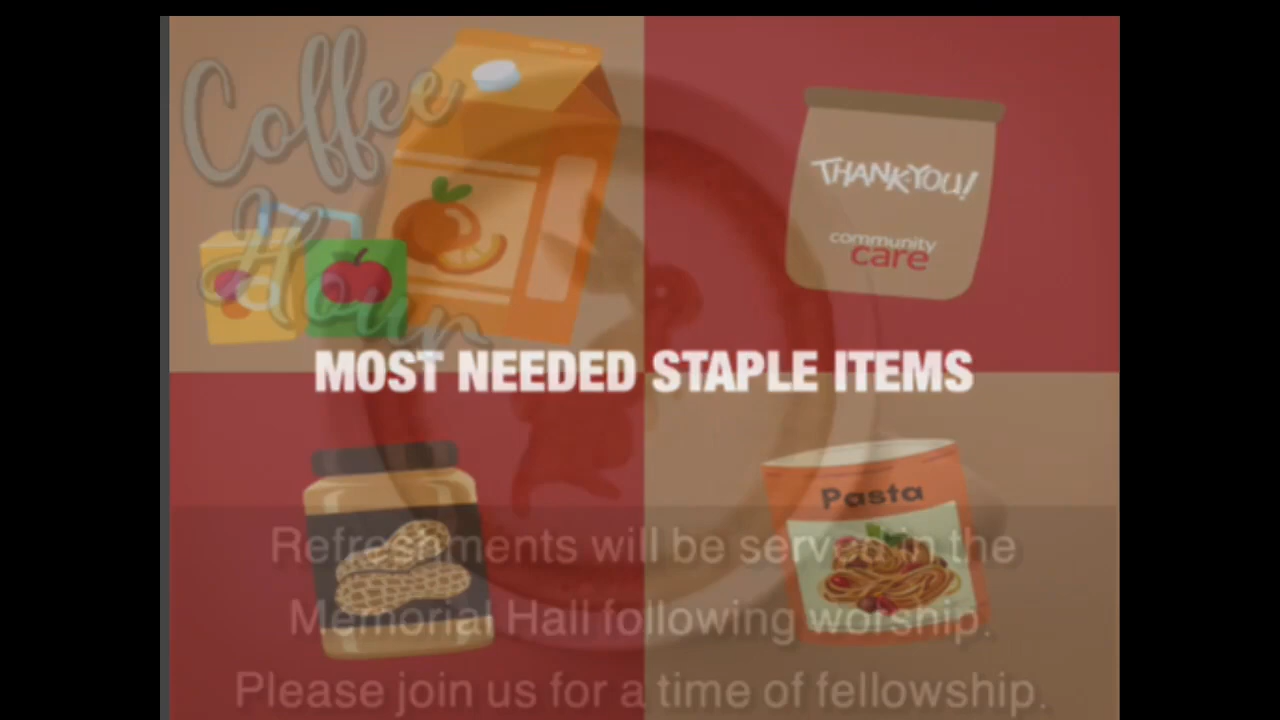 Coffee
Hour
THANK YOU!
community
care
MOST NEEDED STAPLE ITEMS
Pasta
Refreshments will be served in the
Memorial Hall following worship.
Please join us for a time of fellowship.